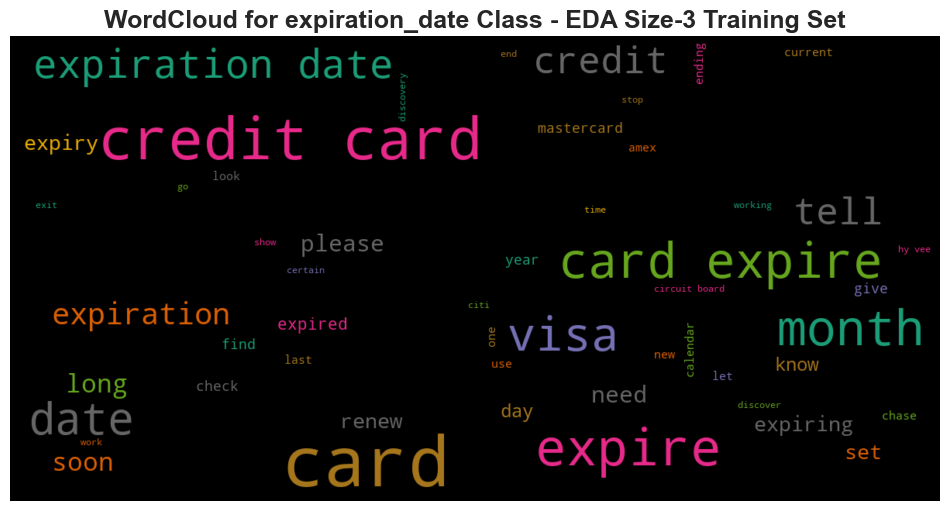 WordCloud for expiration_date Class - EDA Size-3 Training Set
expiration date
discovery
end
credit
ending
current
stop
expiry
credit card
mastercard
amex
look
go
exit
time
working
tell
show
please
certain
year
card expire
hy vee
circuit board
give
citi
expiration
expired
find
last
one
visa
use
new
calendar
let
month
know
long
check
date
work
soon
renew
card
need
day
discover
expiring
chase
expire
set